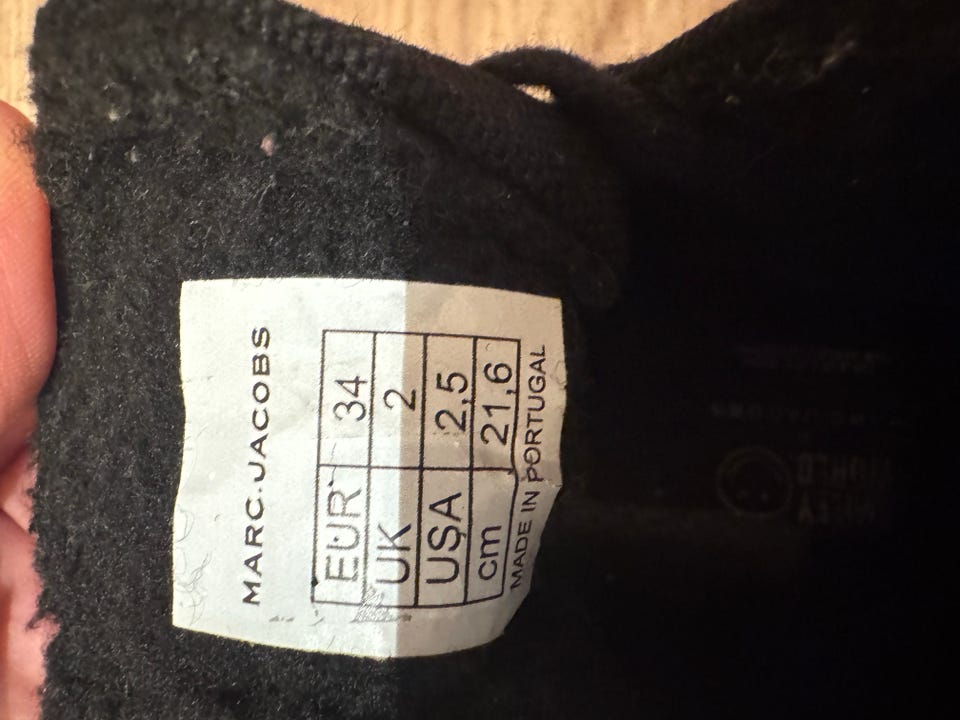 MARC JACOBS
EUR 34
UK 2
USA 2,5
cm 21,6
MADE IN PORTUGAL